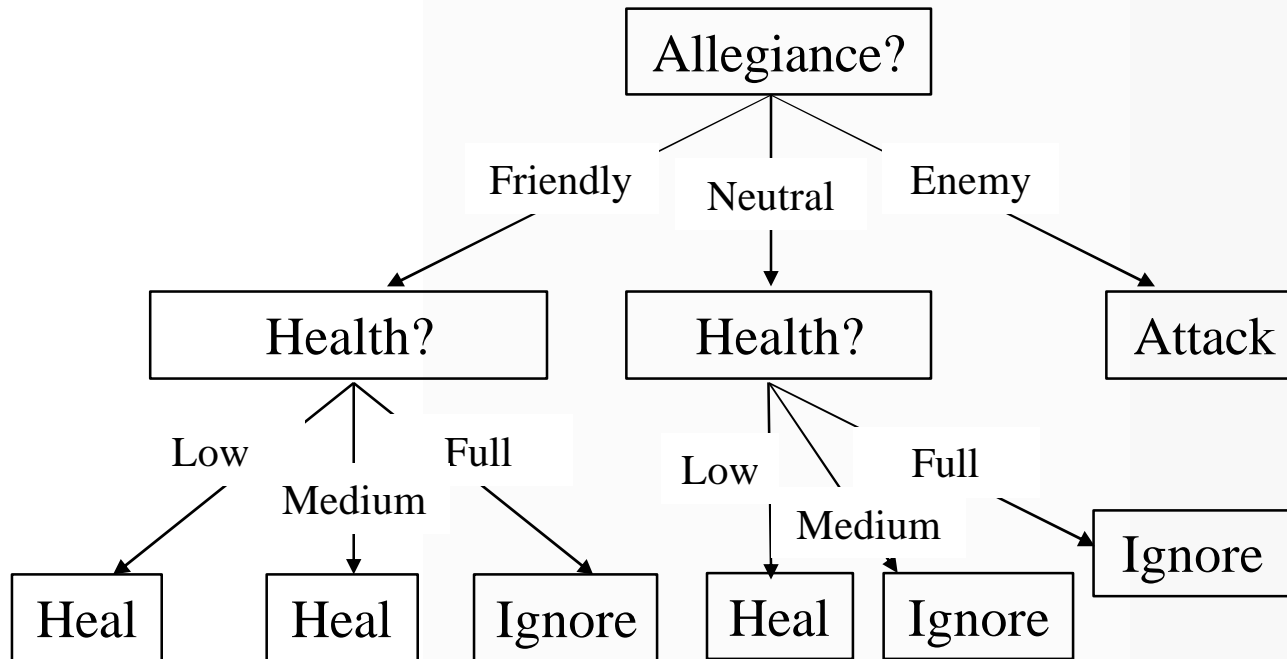 Allegiance?
Friendly
Neutral
Enemy
Health?
Health?
Attack
Low
Medium
Full
Low
Medium
Full
Heal
Heal
Ignore
Heal
Ignore
Ignore